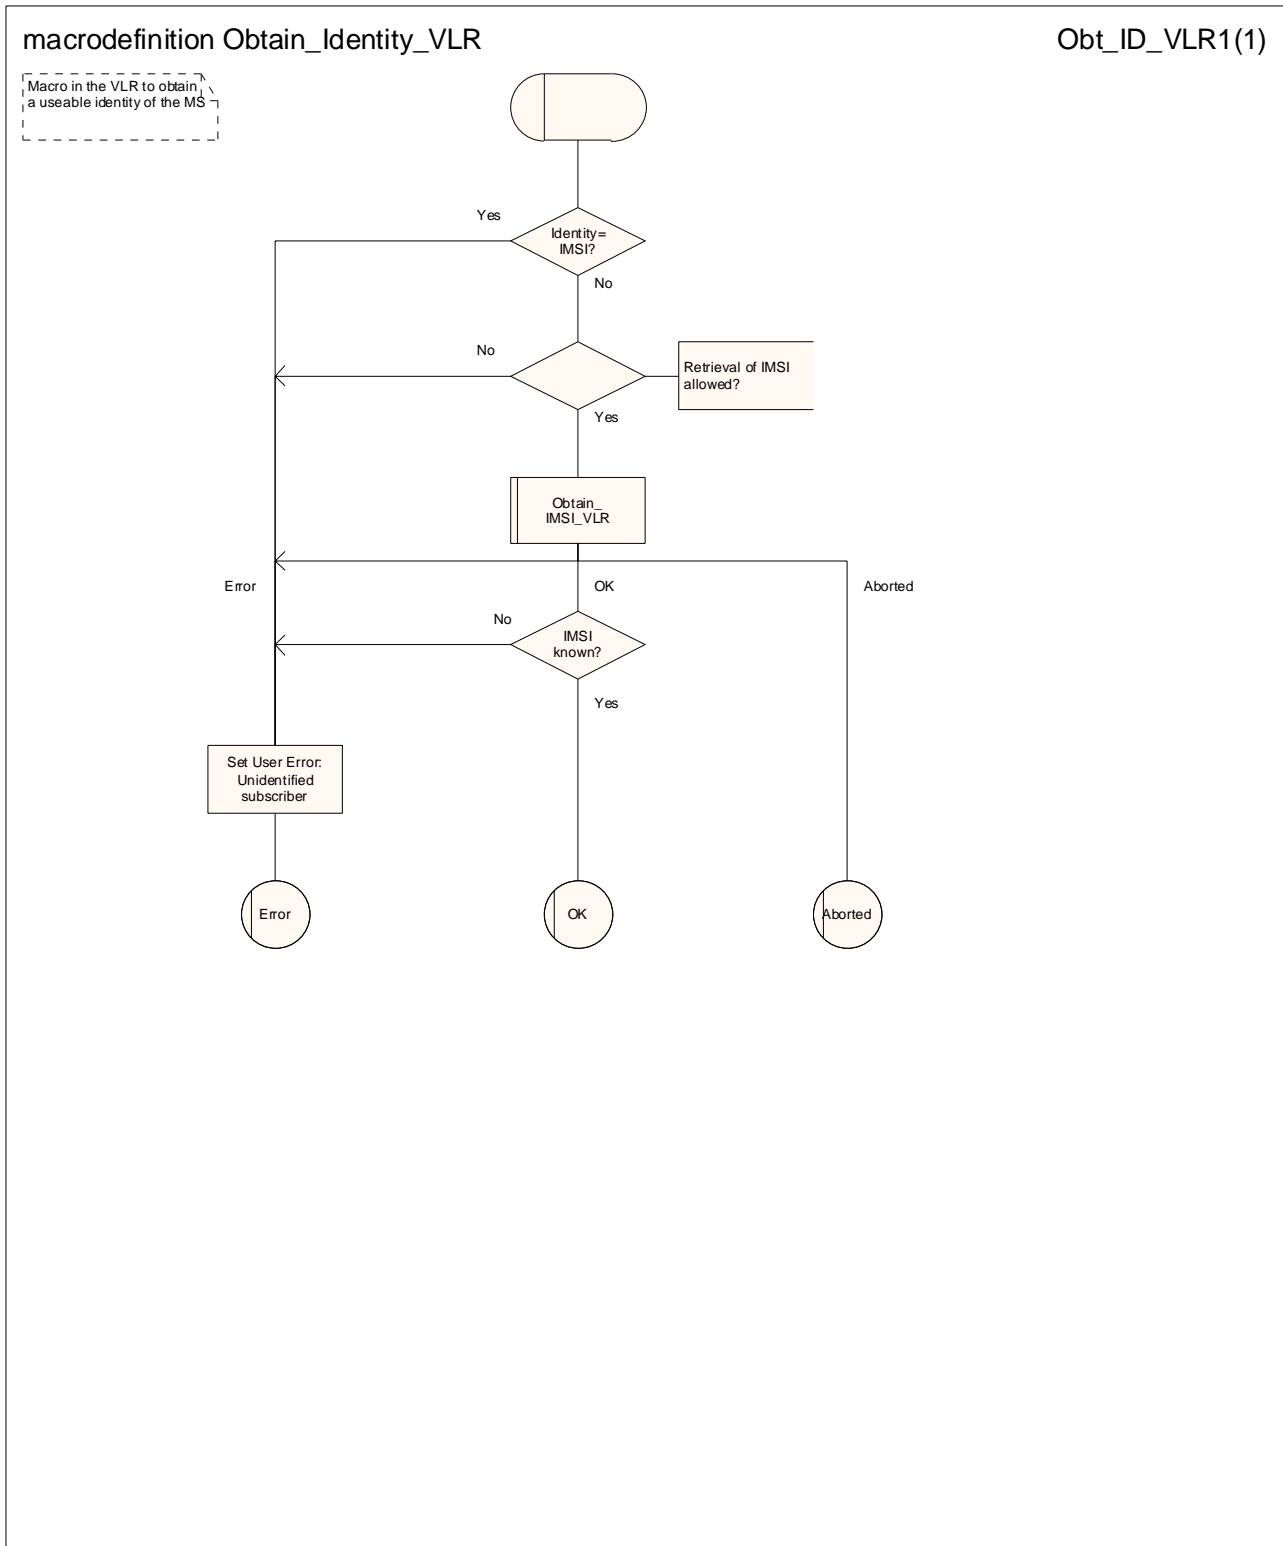 macrodefinition Obtain_Identity_VLR
Obt_ID_VLR1(1)
Macro in the VLR to obtain
a useable identity of the MS
Yes
Identity=
IMSI?
No
No
Retrieval of IMSI
allowed?
Yes
Obtain_
IMSI_VLR
Error
OK
Aborted
No
IMSI
known?
Yes
Set User Error:
Unidentified
subscriber
Error
OK
Aborted